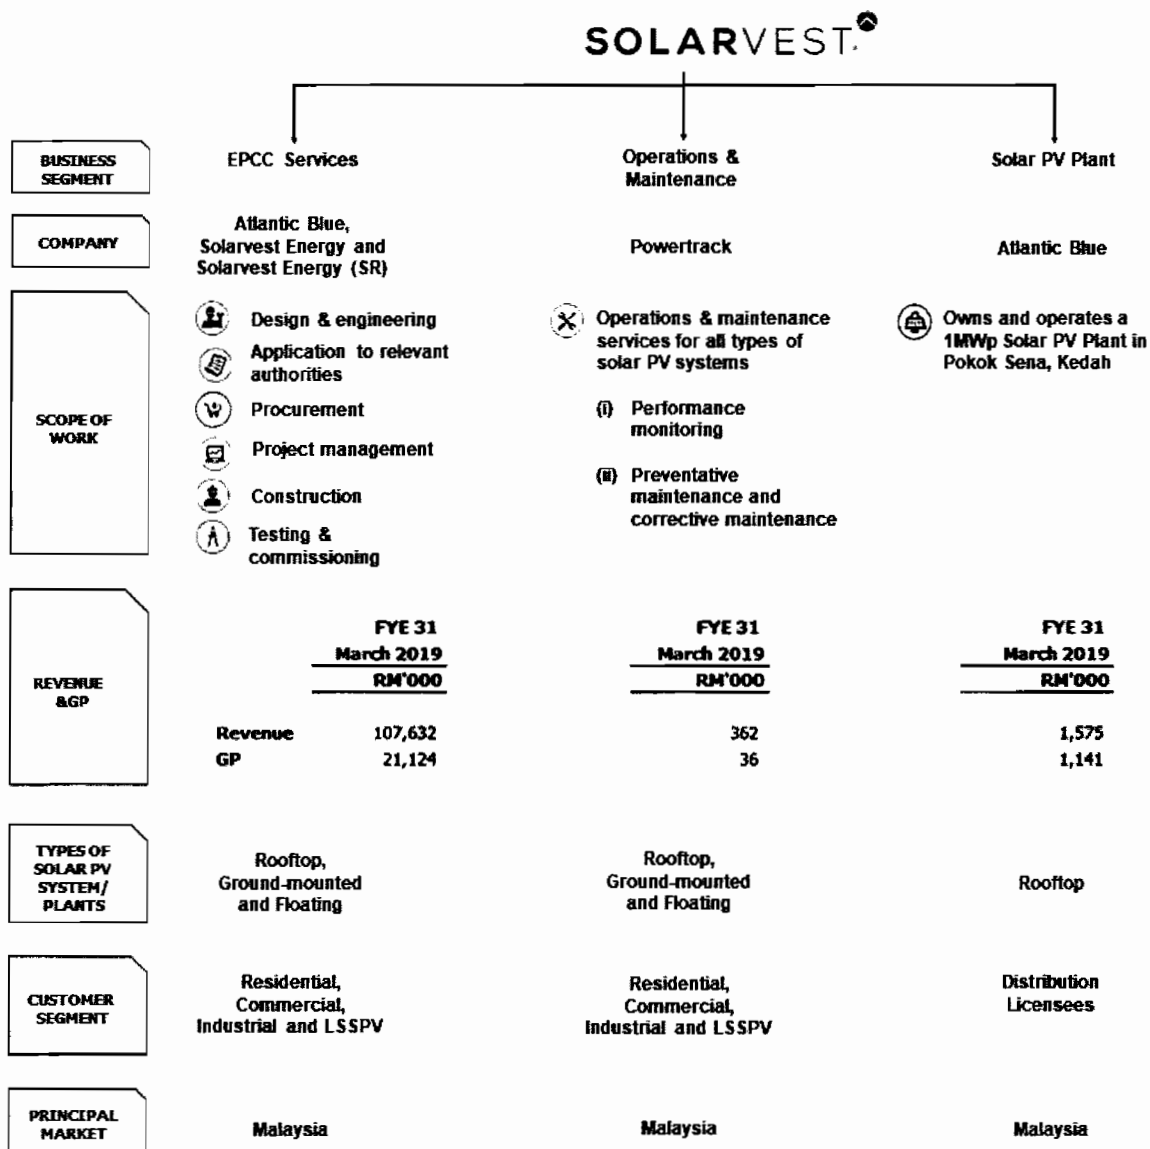 SOLARVEST
BUSINESS
SEGMENT
EPCC Services
Operations &
Maintenance
Solar PV Plant
COMPANY
Atlantic Blue,
Solarvest Energy and
Solarvest Energy (SR)
Powertrack
Atlantic Blue
SCOPE OF
WORK
Design & engineering
Application to relevant
authorities
Procurement
Project management
Construction
Testing &
commissioning
Operations & maintenance
services for all types of
solar PV systems
(i) Performance
monitoring
(ii) Preventative
maintenance and
corrective maintenance
Owns and operates a
1MWp Solar PV Plant in
Pokok Sena, Kedah
REVENUE
&GP
FYE 31
March 2019
RM'000
Revenue 107,632
GP 21,124
FYE 31
March 2019
RM'000
362
36
FYE 31
March 2019
RM'000
1,575
1,141
TYPES OF
SOLAR PV
SYSTEM/
PLANTS
Rooftop,
Ground-mounted
and Floating
Rooftop,
Ground-mounted
and Floating
Rooftop
CUSTOMER
SEGMENT
Residential,
Commercial,
Industrial and LSSPV
Residential,
Commercial,
Industrial and LSSPV
Distribution
Licensees
PRINCIPAL
MARKET
Malaysia
Malaysia
Malaysia